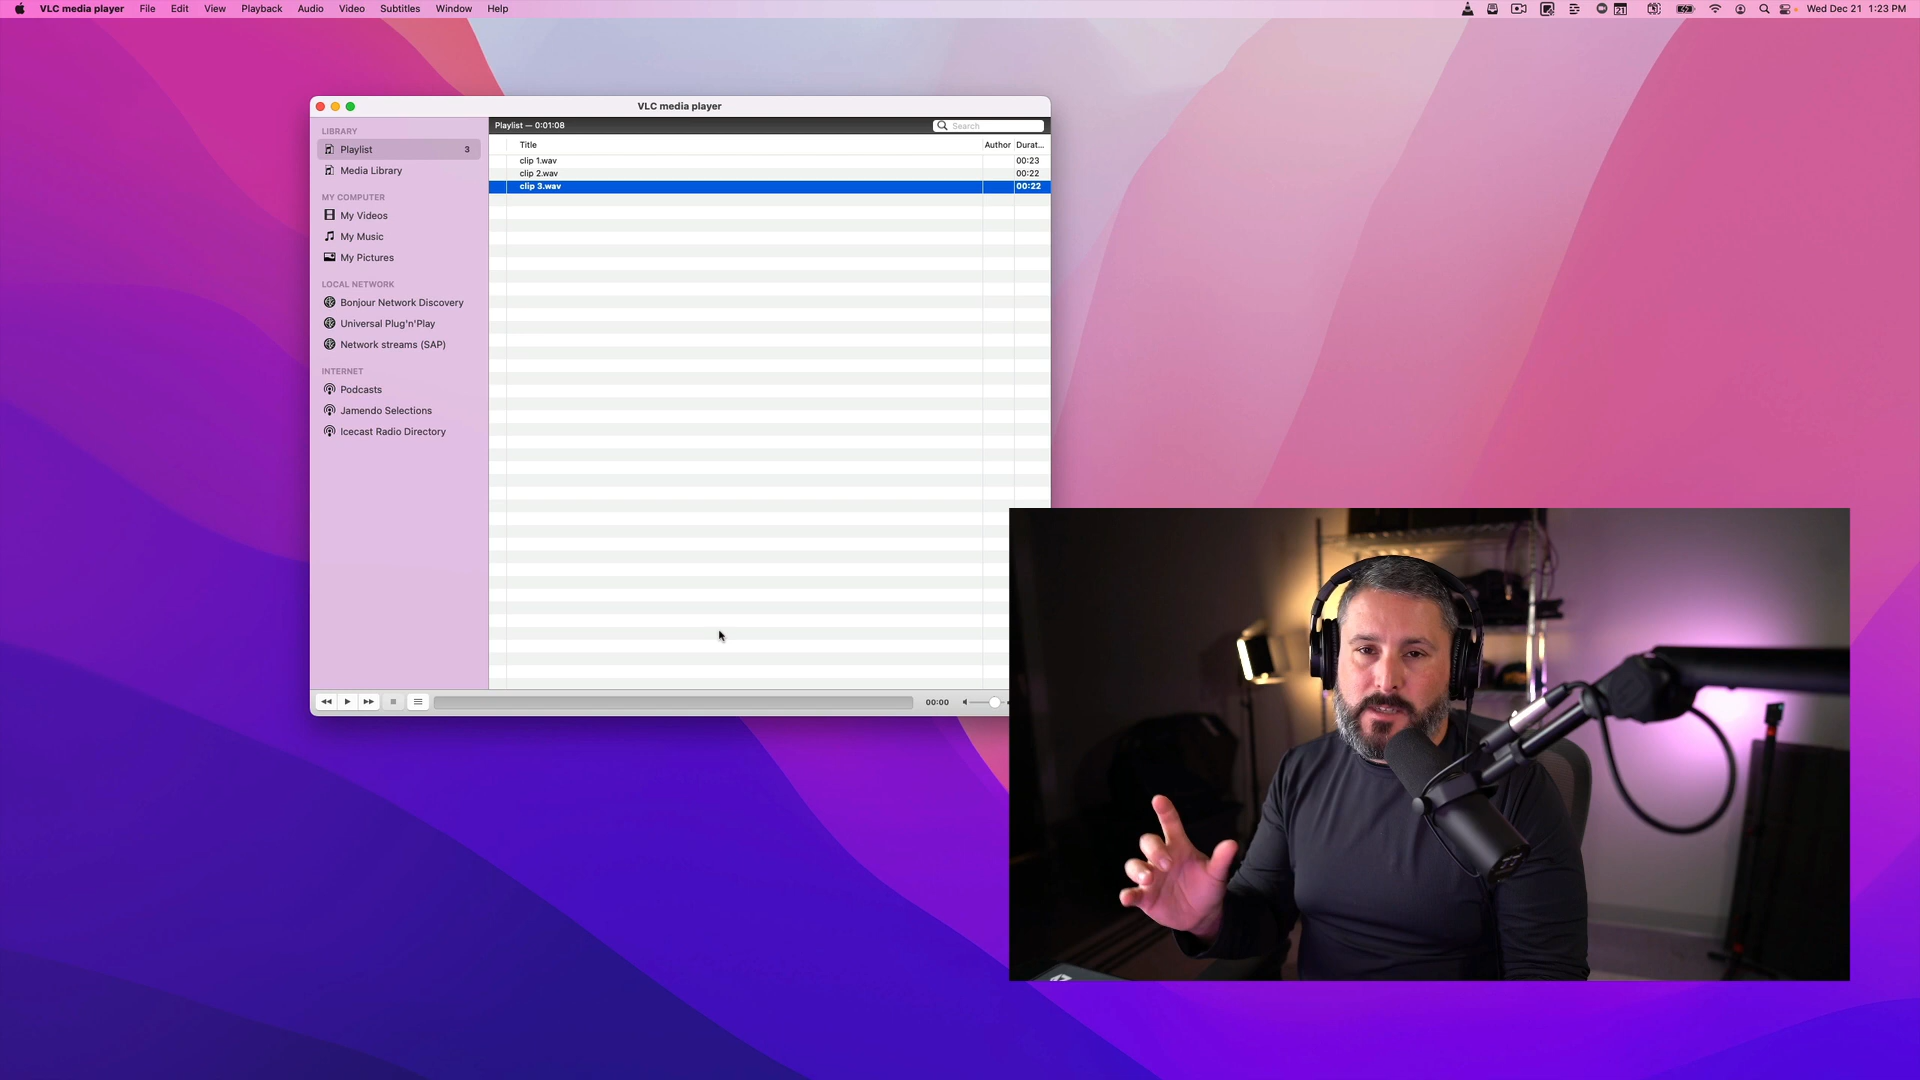 VLC media player File Edit View Playback Audio Video Subtitles Window Help 21 Wed Dec 21 1:23 PM
VLC media player
LIBRARY
Playlist 3
Media Library
MY COMPUTER
My Videos
My Music
My Pictures
LOCAL NETWORK
Bonjour Network Discovery
Universal Plug'n'Play
Network streams (SAP)
INTERNET
Podcasts
Jamendo Selections
Icecast Radio Directory
Playlist — 0:01:08 Search
Title Author Durat...
clip 1.wav 00:23
clip 2.wav 00:22
clip 3.wav 00:22
00:00